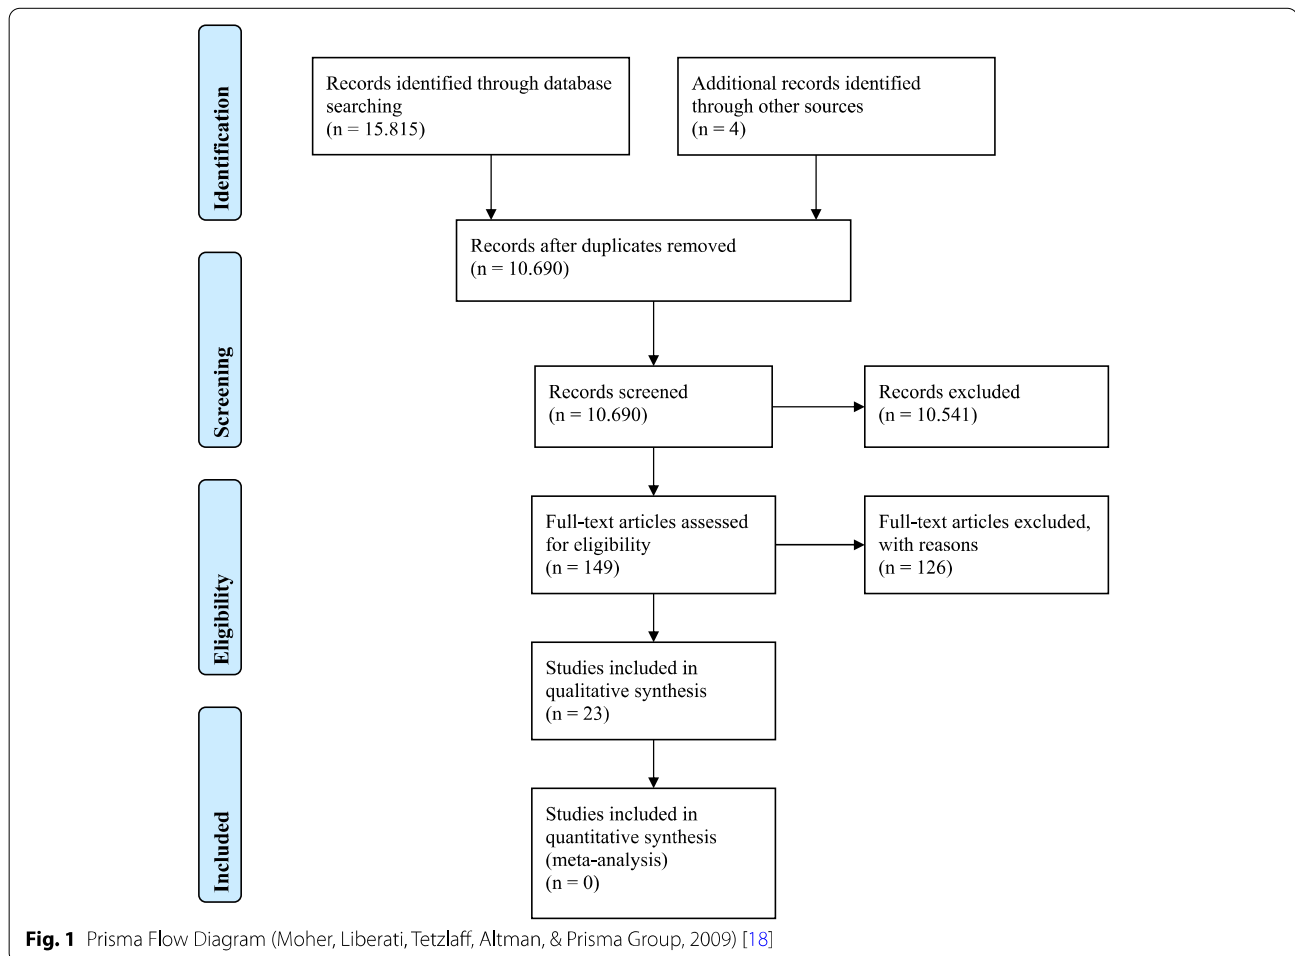 Identification
Records identified through database
searching
(n = 15.815)
Additional records identified
through other sources
(n = 4)
Records after duplicates removed
(n = 10.690)
Screening
Records screened
(n = 10.690)
Records excluded
(n = 10.541)
Eligibility
Full-text articles assessed
for eligibility
(n = 149)
Full-text articles excluded,
with reasons
(n = 126)
Studies included in
qualitative synthesis
(n = 23)
Included
Studies included in
quantitative synthesis
(meta-analysis)
(n = 0)
Fig. 1 Prisma Flow Diagram (Moher, Liberati, Tetzlaff, Altman, & Prisma Group, 2009) [18]